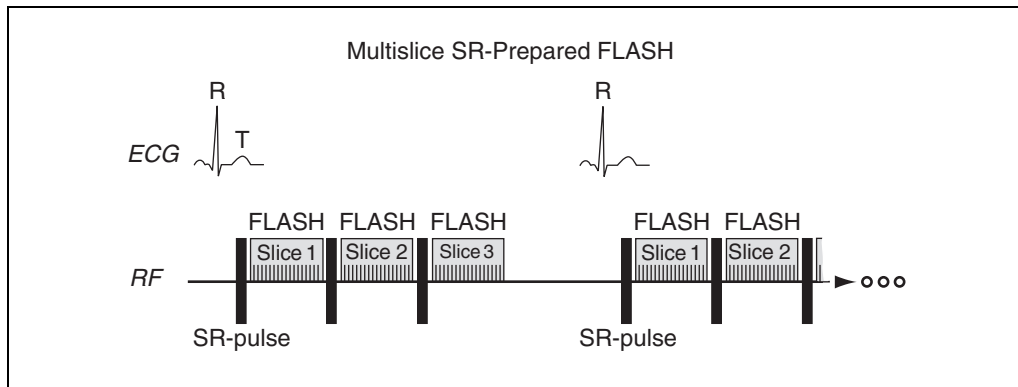 Multislice SR-Prepared FLASH
R R
ECG T
FLASH FLASH FLASH FLASH FLASH
Slice 1 Slice 2 Slice 3 Slice 1 Slice 2
RF
SR-pulse SR-pulse